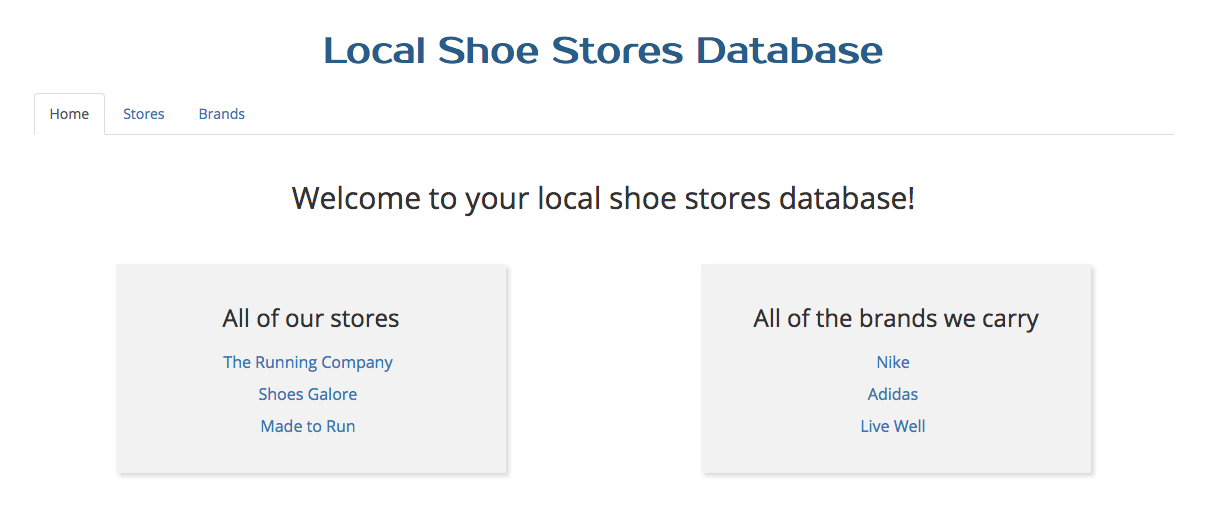 Local Shoe Stores Database
Home Stores Brands
Welcome to your local shoe stores database!
All of our stores
The Running Company
Shoes Galore
Made to Run
All of the brands we carry
Nike
Adidas
Live Well